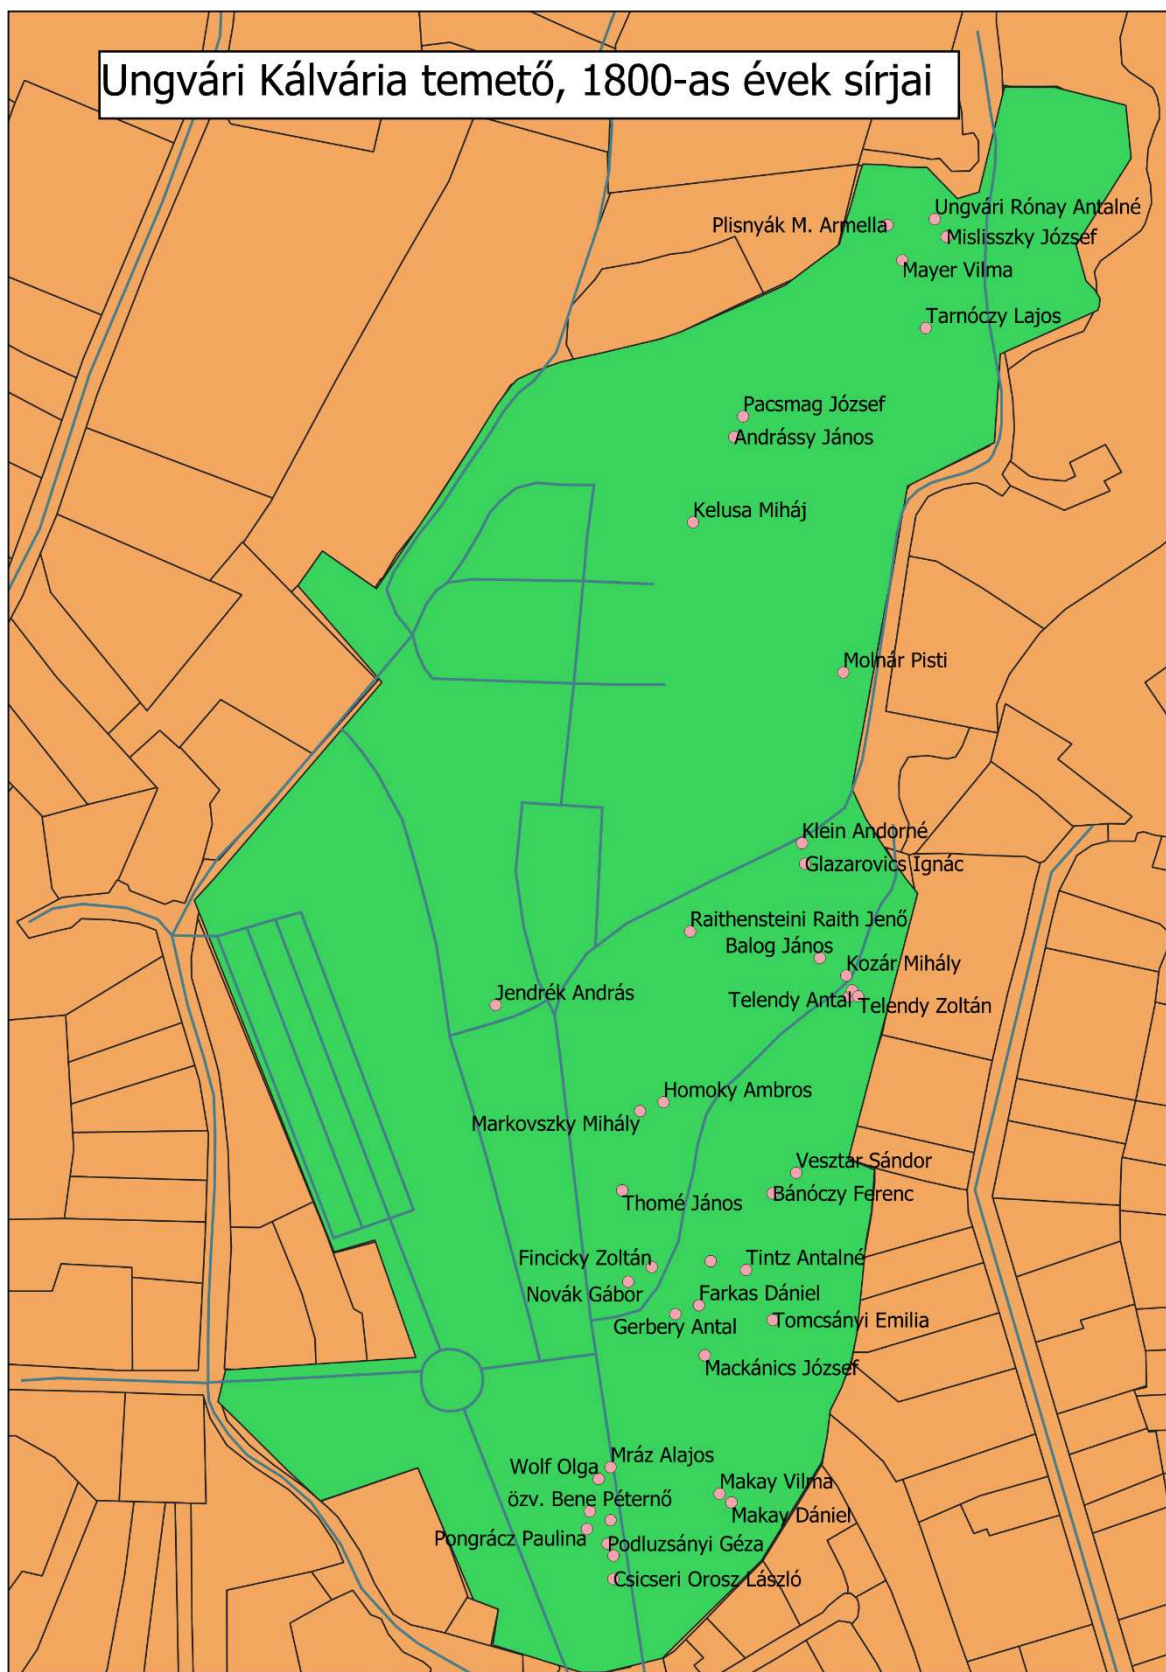 Ungvári Kálvária temető, 1800-as évek sírjai
Ungvári Rónay Antalné
Plisnyák M. Armella
Mislisszky József
Mayer Vilma
Tarnóczy Lajos
Pacsmag József
Andrássy János
Kelusa Miháj
Molnár Pisti
Klein Andorné
Glazarovics Ignác
Raithensteini Raith Jenő
Balog János
Kozár Mihály
Jendrék András
Telendy Antal
Telendy Zoltán
Homoky Ambros
Markovszky Mihály
Vesztar Sándor
Bánóczy Ferenc
Thomé János
Fincicky Zoltán
Tintz Antalné
Novák Gábor
Farkas Dániel
Gerbery Antal
Tomcsányi Emilia
Mackánics József
Mráz Alajos
Wolf Olga
Makay Vilma
özv. Bene Péternő
Makay Dániel
Pongrácz Paulina
Podluzsányi Géza
Csicseri Orosz László